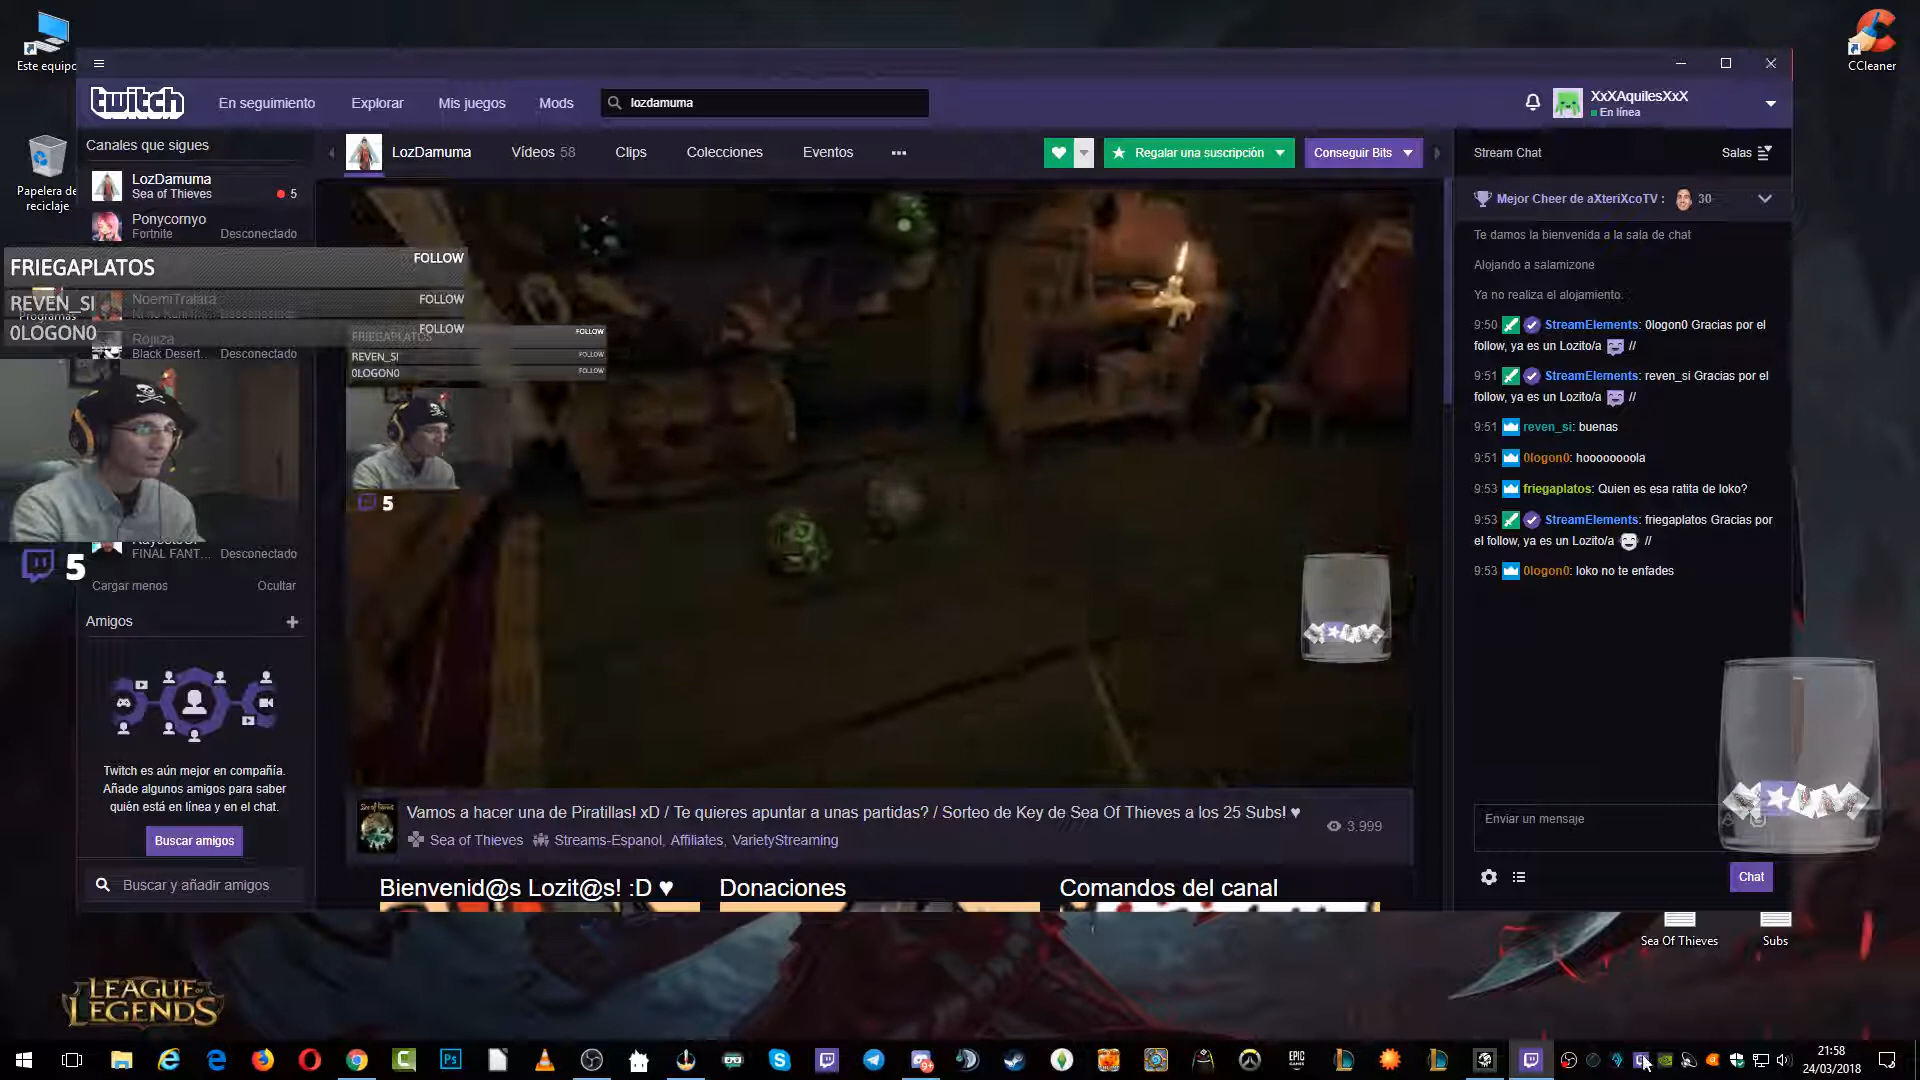 Este equipo
CCleaner
twitch
En seguimiento
Explorar
Mis juegos
Mods
lozdamuma
XxXAquilesXxX
En línea
Canales que sigues
LozDamuma
Vídeos 58
Clips
Colecciones
Eventos
Regalar una suscripción
Conseguir Bits
Stream Chat
Salas
Papelera de
reciclaje
LozDamuma
Sea of Thieves
5
Ponycornyo
Fortnite
Desconectado
FRIEGAPLATOS
FOLLOW
REVEN_SI
FOLLOW
0LOGON0
FOLLOW
Programas
NoemiTralara
Black Desert...
Desconectado
FRIEGAPLATOS
FOLLOW
REVEN_SI
FOLLOW
0LOGON0
FOLLOW
5
5
FINAL FANT...
Desconectado
Cargar menos
Ocultar
Amigos
Twitch es aún mejor en compañía.
Añade algunos amigos para saber
quién está en línea y en el chat.
Buscar amigos
Buscar y añadir amigos
Mejor Cheer de aXteriXcoTV :
30
Te damos la bienvenida a la sala de chat
Alojando a salamizone
Ya no realiza el alojamiento.
9:50 StreamElements: 0logon0 Gracias por el
follow, ya es un Lozito/a //
9:51 StreamElements: reven_si Gracias por el
follow, ya es un Lozito/a //
9:51 reven_si: buenas
9:51 0logon0: hoooooooola
9:53 friegaplatos: Quien es esa ratita de loko?
9:53 StreamElements: friegaplatos Gracias por
el follow, ya es un Lozito/a //
9:53 0logon0: loko no te enfades
Enviar un mensaje
Chat
Vamos a hacer una de Piratillas! xD / Te quieres apuntar a unas partidas? / Sorteo de Key de Sea Of Thieves a los 25 Subs! ♥
3.999
Sea of Thieves
Streams-Espanol, Affiliates, VarietyStreaming
Bienvenid@s Lozit@s! :D ♥
Donaciones
Comandos del canal
Sea Of Thieves
Subs
LEAGUE OF
LEGENDS
Ps
9+
EPIC
GAMES
21:58
24/03/2018